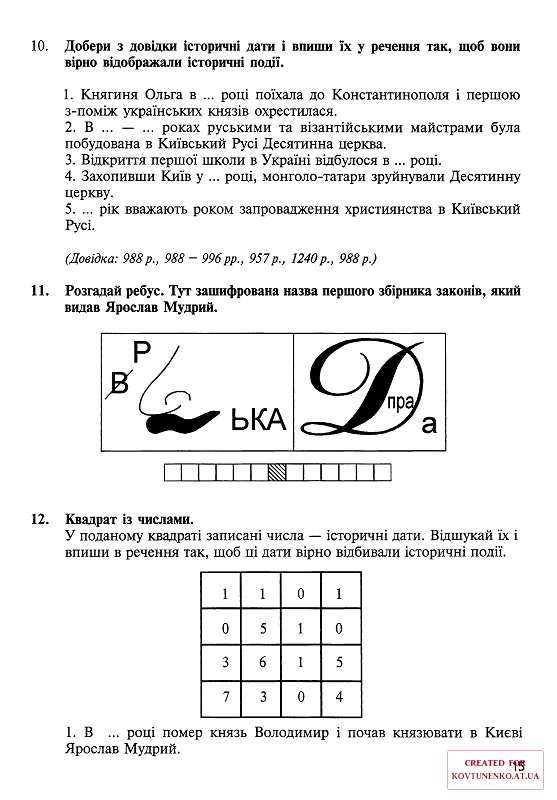 10. Добери з довідки історичні дати і впиши їх у речення так, щоб вони
вірно відображали історичні події.
1. Княгиня Ольга в ... році поїхала до Константинополя і першою
з-поміж українських князів охрестилася.
2. В ... — ... роках руськими та візантійськими майстрами була
побудована в Київський Русі Десятинна церква.
3. Відкриття першої школи в Україні відбулося в ... році.
4. Захопивши Київ у ... році, монголо-татари зруйнували Десятинну
церкву.
5. ... рік вважають роком запровадження християнства в Київський
Русі.
(Довідка: 988 р., 988 − 996 рр., 957 р., 1240 р., 988 р.)
11. Розгадай ребус. Тут зашифрована назва першого збірника законів, який
видав Ярослав Мудрий.
Р
В
ЬКА
Д
пра
а
12. Квадрат із числами.
У поданому квадраті записані числа — історичні дати. Відшукай їх і
впиши в речення так, щоб ці дати вірно відбивали історичні події.
1 1 0 1
0 5 1 0
3 6 1 5
7 3 0 4
1. В ... році помер князь Володимир і почав князювати в Києві
Ярослав Мудрий.
15
CREATED FOR
KOVTUNENKO.AT.UA